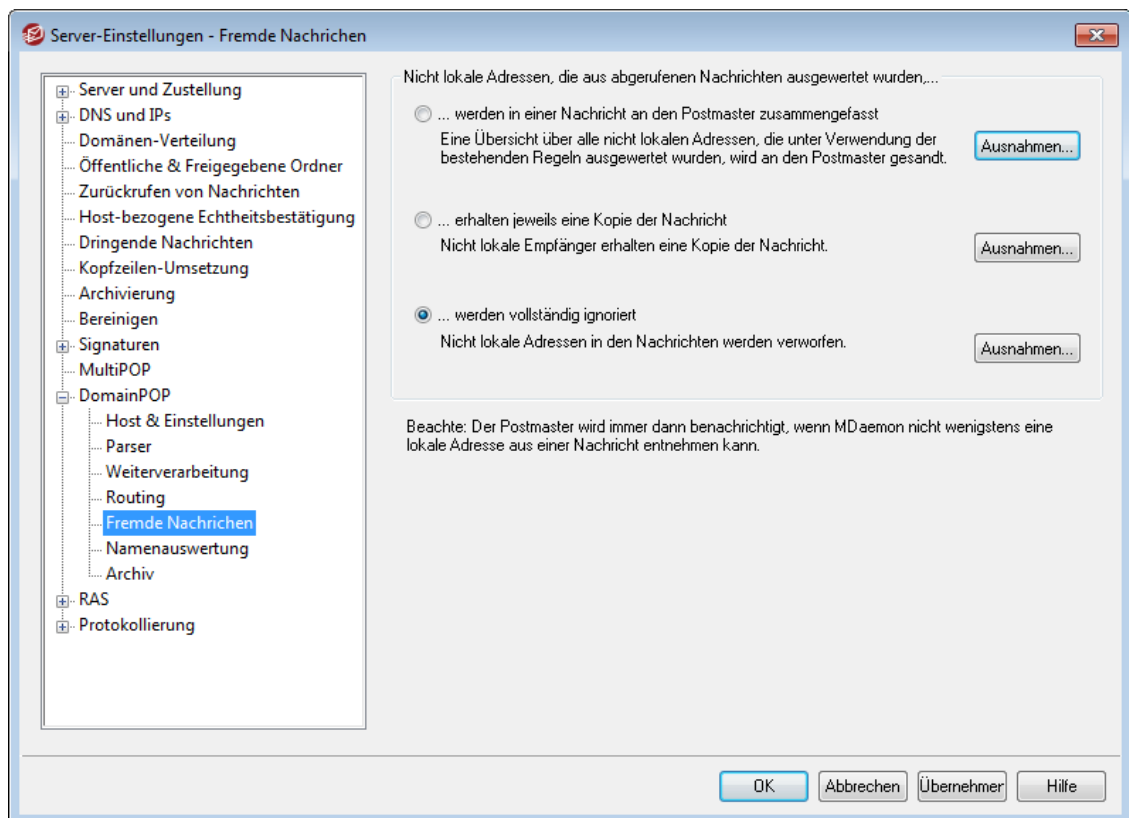 Server-Einstellungen - Fremde Nachrichen
Server und Zustellung
DNS und IPs
Domänen-Verteilung
Öffentliche & Freigegebene Ordner
Zurückrufen von Nachrichten
Host-bezogene Echtheitsbestätigung
Dringende Nachrichten
Kopfzeilen-Umsetzung
Archivierung
Bereinigen
Signaturen
MultiPOP
DomainPOP
Host & Einstellungen
Parser
Weiterverarbeitung
Routing
Fremde Nachrichen
Namenauswertung
Archiv
RAS
Protokollierung
Nicht lokale Adressen, die aus abgerufenen Nachrichten ausgewertet wurden,...
... werden in einer Nachricht an den Postmaster zusammengefasst
Eine Übersicht über alle nicht lokalen Adressen, die unter Verwendung der
bestehenden Regeln ausgewertet wurden, wird an den Postmaster gesandt.
Ausnahmen...
... erhalten jeweils eine Kopie der Nachricht
Nicht lokale Empfänger erhalten eine Kopie der Nachricht.
Ausnahmen...
... werden vollständig ignoriert
Nicht lokale Adressen in den Nachrichten werden verworfen.
Ausnahmen...
Beachte: Der Postmaster wird immer dann benachrichtigt, wenn MDaemon nicht wenigstens eine
lokale Adresse aus einer Nachricht entnehmen kann.
OK Abbrechen Übernehmer Hilfe